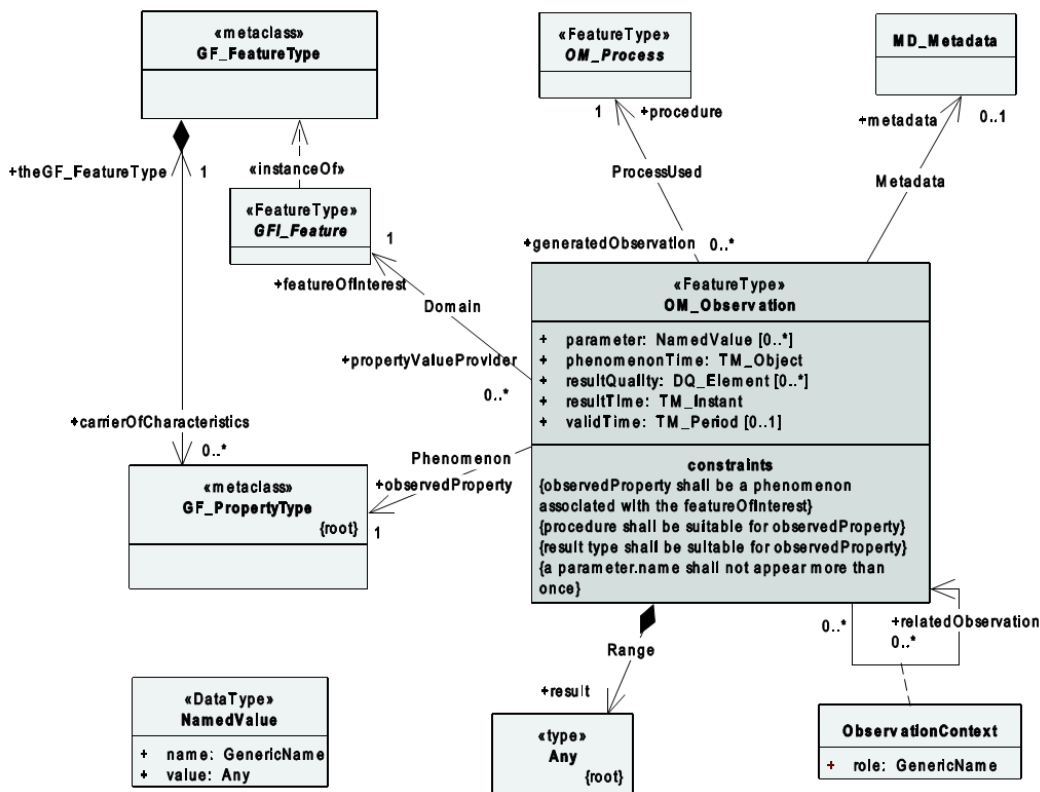 «metaclass»
GF_FeatureType
«FeatureType»
OM_Process
MD_Metadata
1
+procedure
+metadata
0..1
+theGF_FeatureType
1
«instanceOf»
ProcessUsed
Metadata
«FeatureType»
GFI_Feature
1
+generatedObservation
0..*
+featureOfInterest
Domain
«FeatureType»
OM_Observation
+ parameter: NamedValue [0..*]
+ phenomenonTime: TM_Object
+ resultQuality: DQ_Element [0..*]
+ resultTime: TM_Instant
+ validTime: TM_Period [0..1]
+propertyValueProvider
0..*
+carrierOfCharacteristics
0..*
Phenomenon
+observedProperty
1
«metaclass»
GF_PropertyType
{root}
constraints
{observedProperty shall be a phenomenon
associated with the featureOfInterest}
{procedure shall be suitable for observedProperty}
{result type shall be suitable for observedProperty}
{a parameter.name shall not appear more than
once}
0..*
+relatedObservation
0..*
Range
+result
«DataType»
NamedValue
+ name: GenericName
+ value: Any
«type»
Any
{root}
ObservationContext
+ role: GenericName